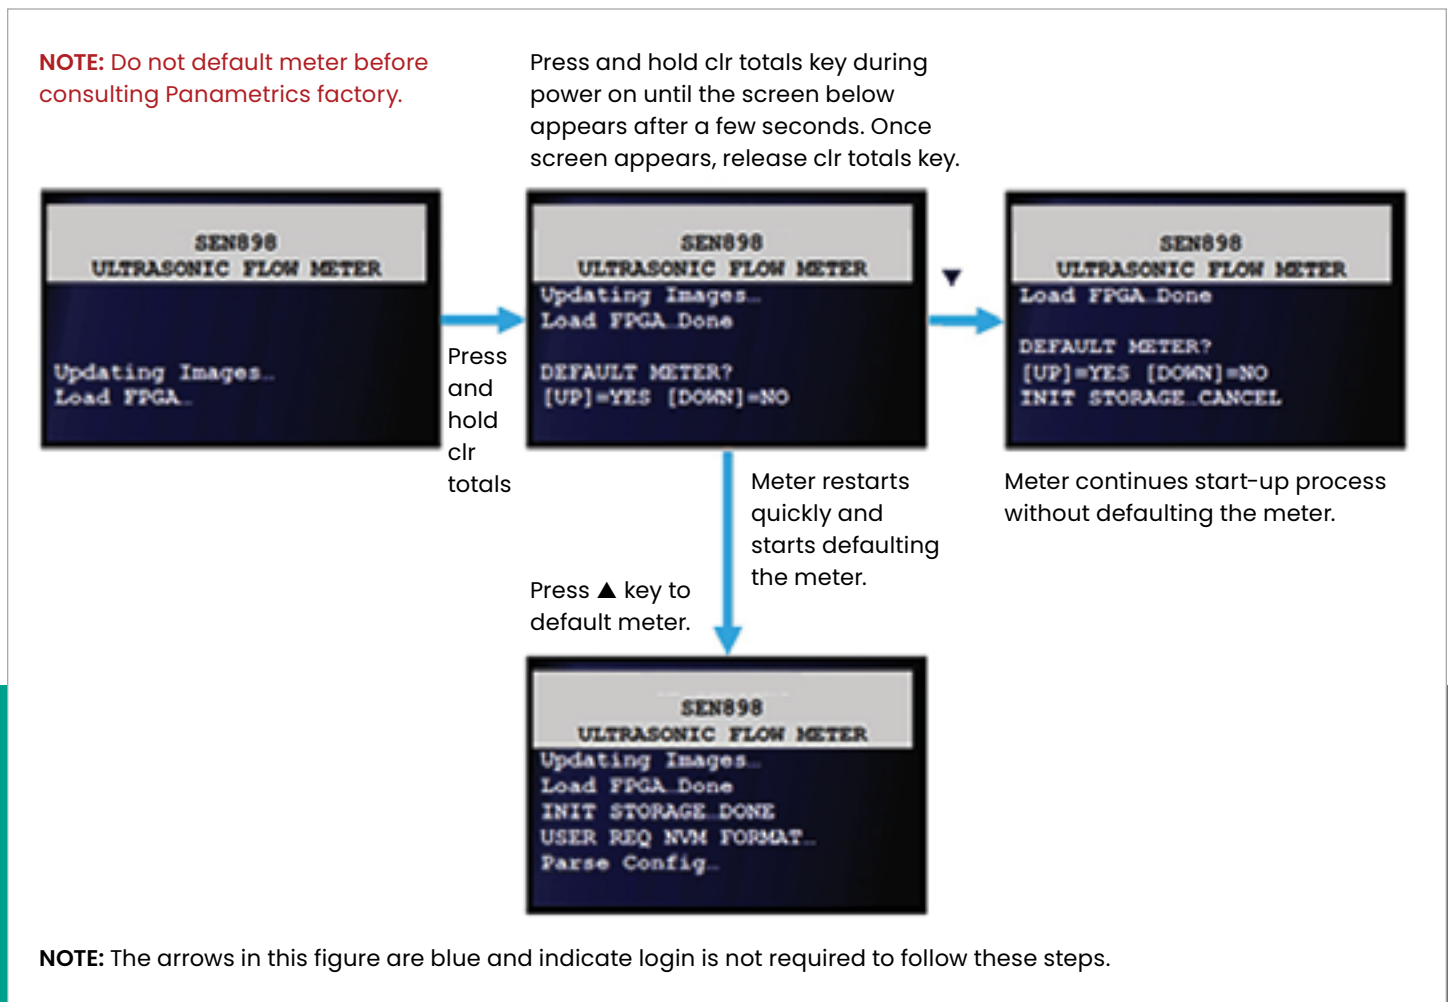 NOTE: Do not default meter before
consulting Panametrics factory.
Press and hold clr totals key during
power on until the screen below
appears after a few seconds. Once
screen appears, release clr totals key.
SEN898
ULTRASONIC FLOW METER
Updating Images…
Load FPGA…
Press
and
hold
clr
totals
SEN898
ULTRASONIC FLOW METER
Updating Images…
Load FPGA…Done
DEFAULT METER?
[UP]=YES [DOWN]=NO
▼
SEN898
ULTRASONIC FLOW METER
Load FPGA…Done
DEFAULT METER?
[UP]=YES [DOWN]=NO
INIT STORAGE…CANCEL
Meter restarts
quickly and
starts defaulting
the meter.
Meter continues start-up process
without defaulting the meter.
Press ▲ key to
default meter.
SEN898
ULTRASONIC FLOW METER
Updating Images…
Load FPGA…Done
INIT STORAGE…DONE
USER REQ NVM FORMAT…
Parse Config…
NOTE: The arrows in this figure are blue and indicate login is not required to follow these steps.